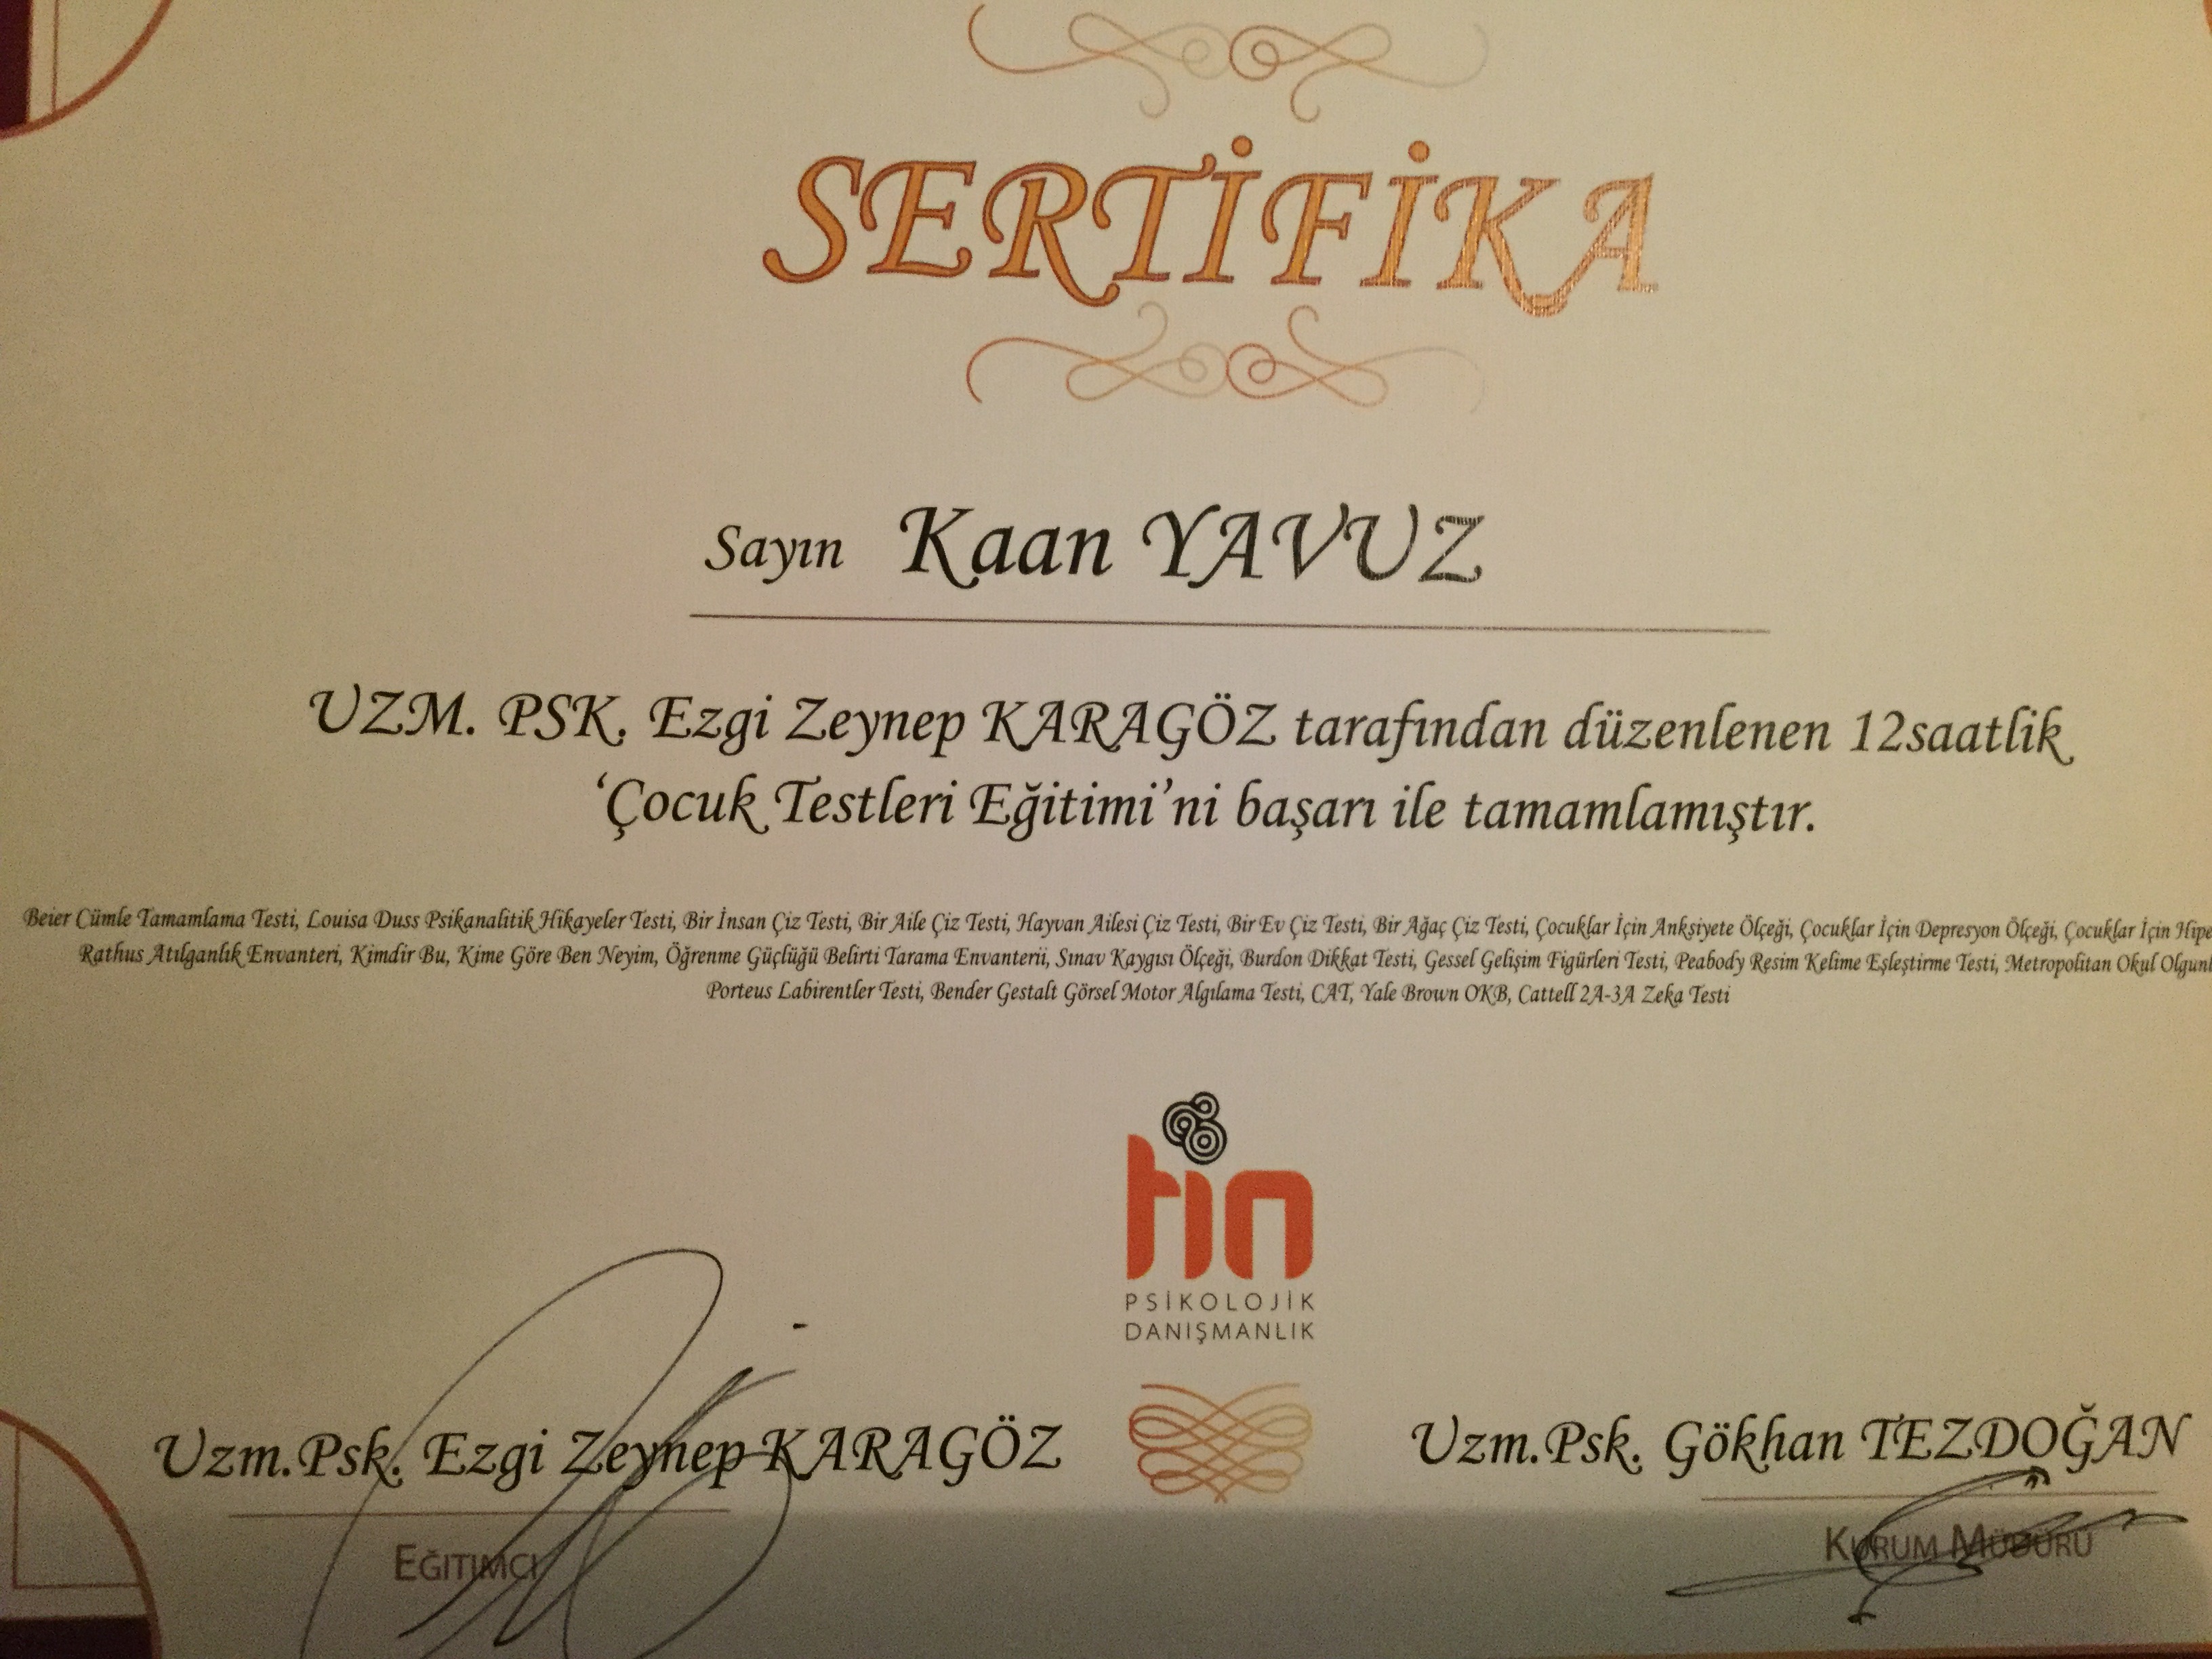 SERTİFİKA
Sayın Kaan YAVUZ
UZM. PSK. Ezgi Zeynep KARAGÖZ tarafından düzenlenen 12saatlik
‘Çocuk Testleri Eğitimi’ni başarı ile tamamlamıştır.
Beier Cümle Tamamlama Testi, Louisa Duss Psikanalitik Hikayeler Testi, Bir İnsan Çiz Testi, Bir Aile Çiz Testi, Hayvan Ailesi Çiz Testi, Bir Ev Çiz Testi, Bir Ağaç Çiz Testi, Çocuklar İçin Anksiyete Ölçeği, Çocuklar İçin Depresyon Ölçeği, Çocuklar İçin
Rathus Atılganlık Envanteri, Kimdir Bu, Kime Göre Ben Neyim, Öğrenme Güçlüğü Belirti Tarama Envanterii, Sınav Kaygısı Ölçeği, Burdon Dikkat Testi, Gessel Gelişim Figürleri Testi, Peabody Resim Kelime Eşleştirme Testi, Metropolitan Okul
Porteus Labirentler Testi, Bender Gestalt Görsel Motor Algılama Testi, CAT, Yale Brown OKB, Cattell 2A-3A Zeka Testi
tin
PSİKOLOJİK
DANIŞMANLIK
Uzm.Psk. Ezgi Zeynep KARAGÖZ
Uzm.Psk. Gökhan TEZDOĞAN
EĞITIMCI
KURUM MÜDÜRÜ